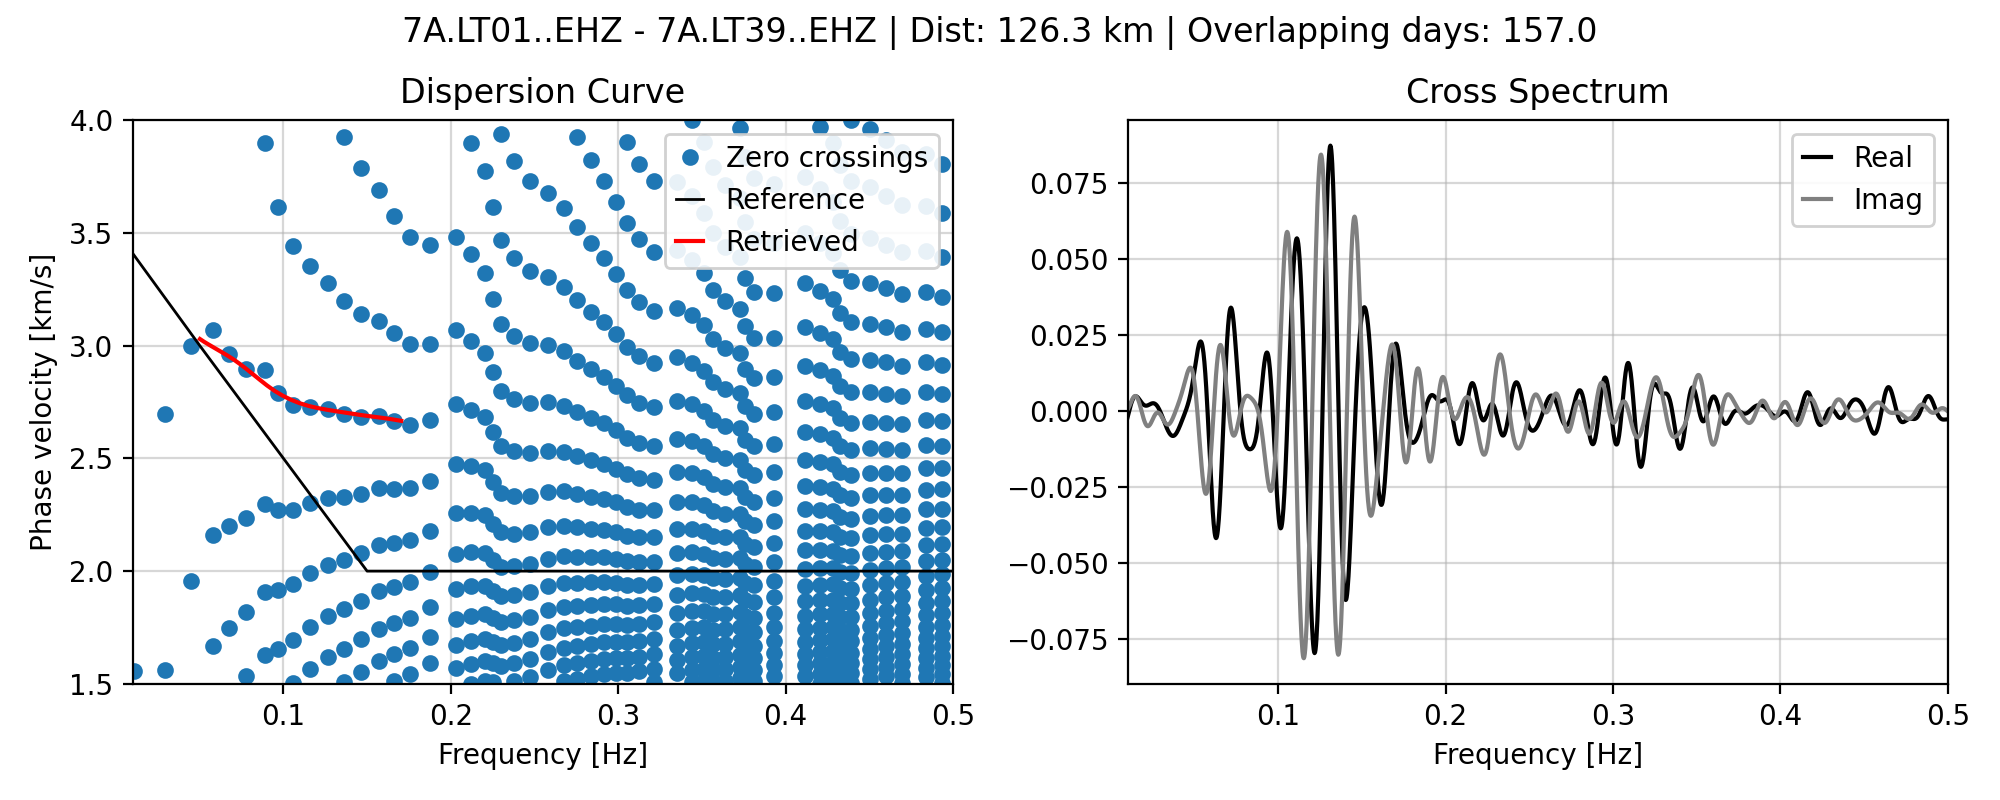 7A.LT01..EHZ - 7A.LT39..EHZ | Dist: 126.3 km | Overlapping days: 157.0
Dispersion Curve
4.0
3.5
3.0
2.5
2.0
1.5
Phase velocity [km/s]
0.1
0.2
0.3
0.4
0.5
Frequency [Hz]
Zero crossings
Reference
Retrieved
Cross Spectrum
0.075
0.050
0.025
0.000
−0.025
−0.050
−0.075
0.1
0.2
0.3
0.4
0.5
Frequency [Hz]
Real
Imag